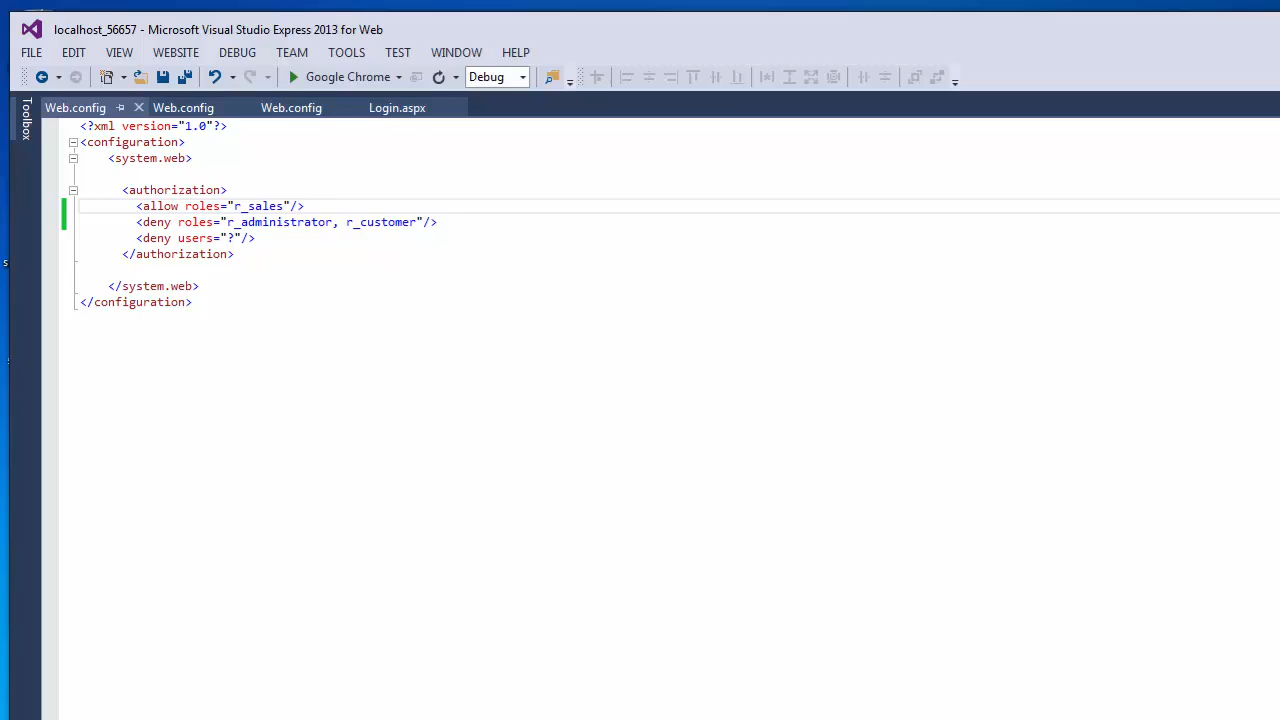 localhost_56657 - Microsoft Visual Studio Express 2013 for Web
FILE EDIT VIEW WEBSITE DEBUG TEAM TOOLS TEST WINDOW HELP
Google Chrome Debug
Web.config Web.config Web.config Login.aspx
Toolbox
<?xml version="1.0"?>
<configuration>
<system.web>
<authorization>
<allow roles="r_sales"/>
<deny roles="r_administrator, r_customer"/>
<deny users="?"/>
</authorization>
</system.web>
</configuration>